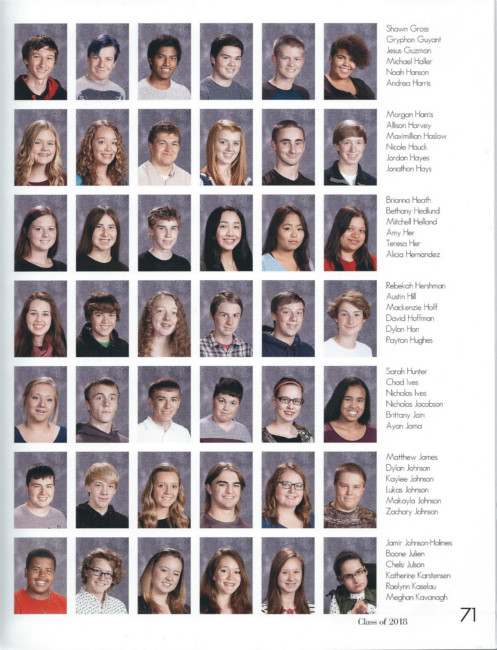 Shawn Gross
Gryphon Guyant
Jesus Guzman
Michael Haller
Noah Hanson
Andrea Harris
Morgan Harris
Allison Harvey
Maximillian Haslow
Nicole Hauck
Jordan Hayes
Jonathon Hays
Brianna Heath
Bethany Hedlund
Mitchell Heiland
Amy Her
Teresa Her
Alicia Hernandez
Rebekah Hershman
Austin Hill
Mackenzie Hoff
David Hoffman
Dylan Hon
Payton Hughes
Sarah Hunter
Chad Ives
Nicholas Ives
Nicholas Jacobson
Brittany Jain
Ayan Jama
Matthew James
Dylan Johnson
Kaylee Johnson
Lukas Johnson
Makayla Johnson
Zachary Johnson
Jamir Johnson-Holmes
Boone Julien
Chelsi Julson
Katherine Karstensen
Raelynn Kaselau
Meghan Kavanagh
Class of 2018
71